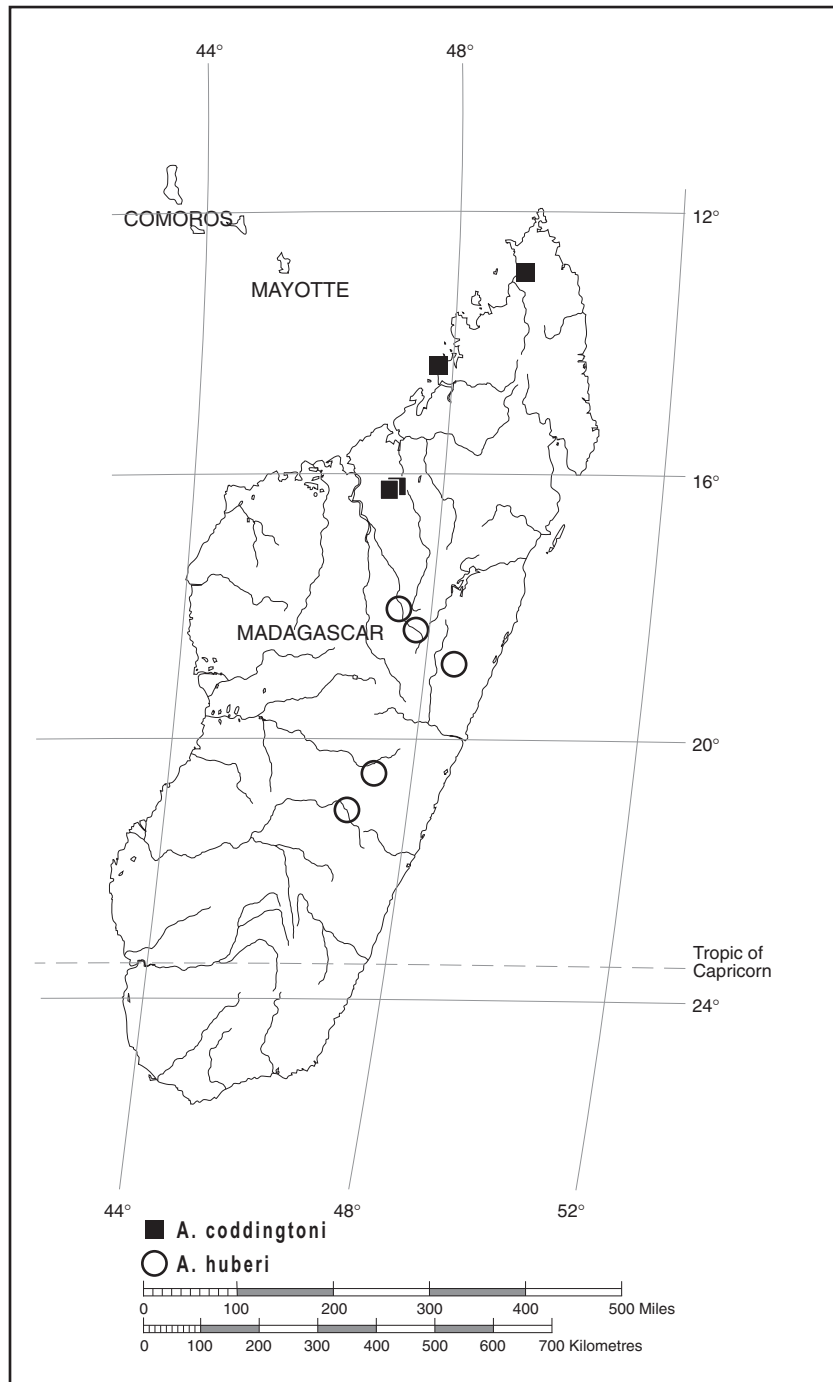 44° 48°
12°
COMOROS
MAYOTTE
16°
MADAGASCAR
20°
Tropic of
Capricorn
24°
44° 48° 52°
A. coddingtoni
A. huberi
0 100 200 300 400 500 Miles
0 100 200 300 400 500 600 700 Kilometres